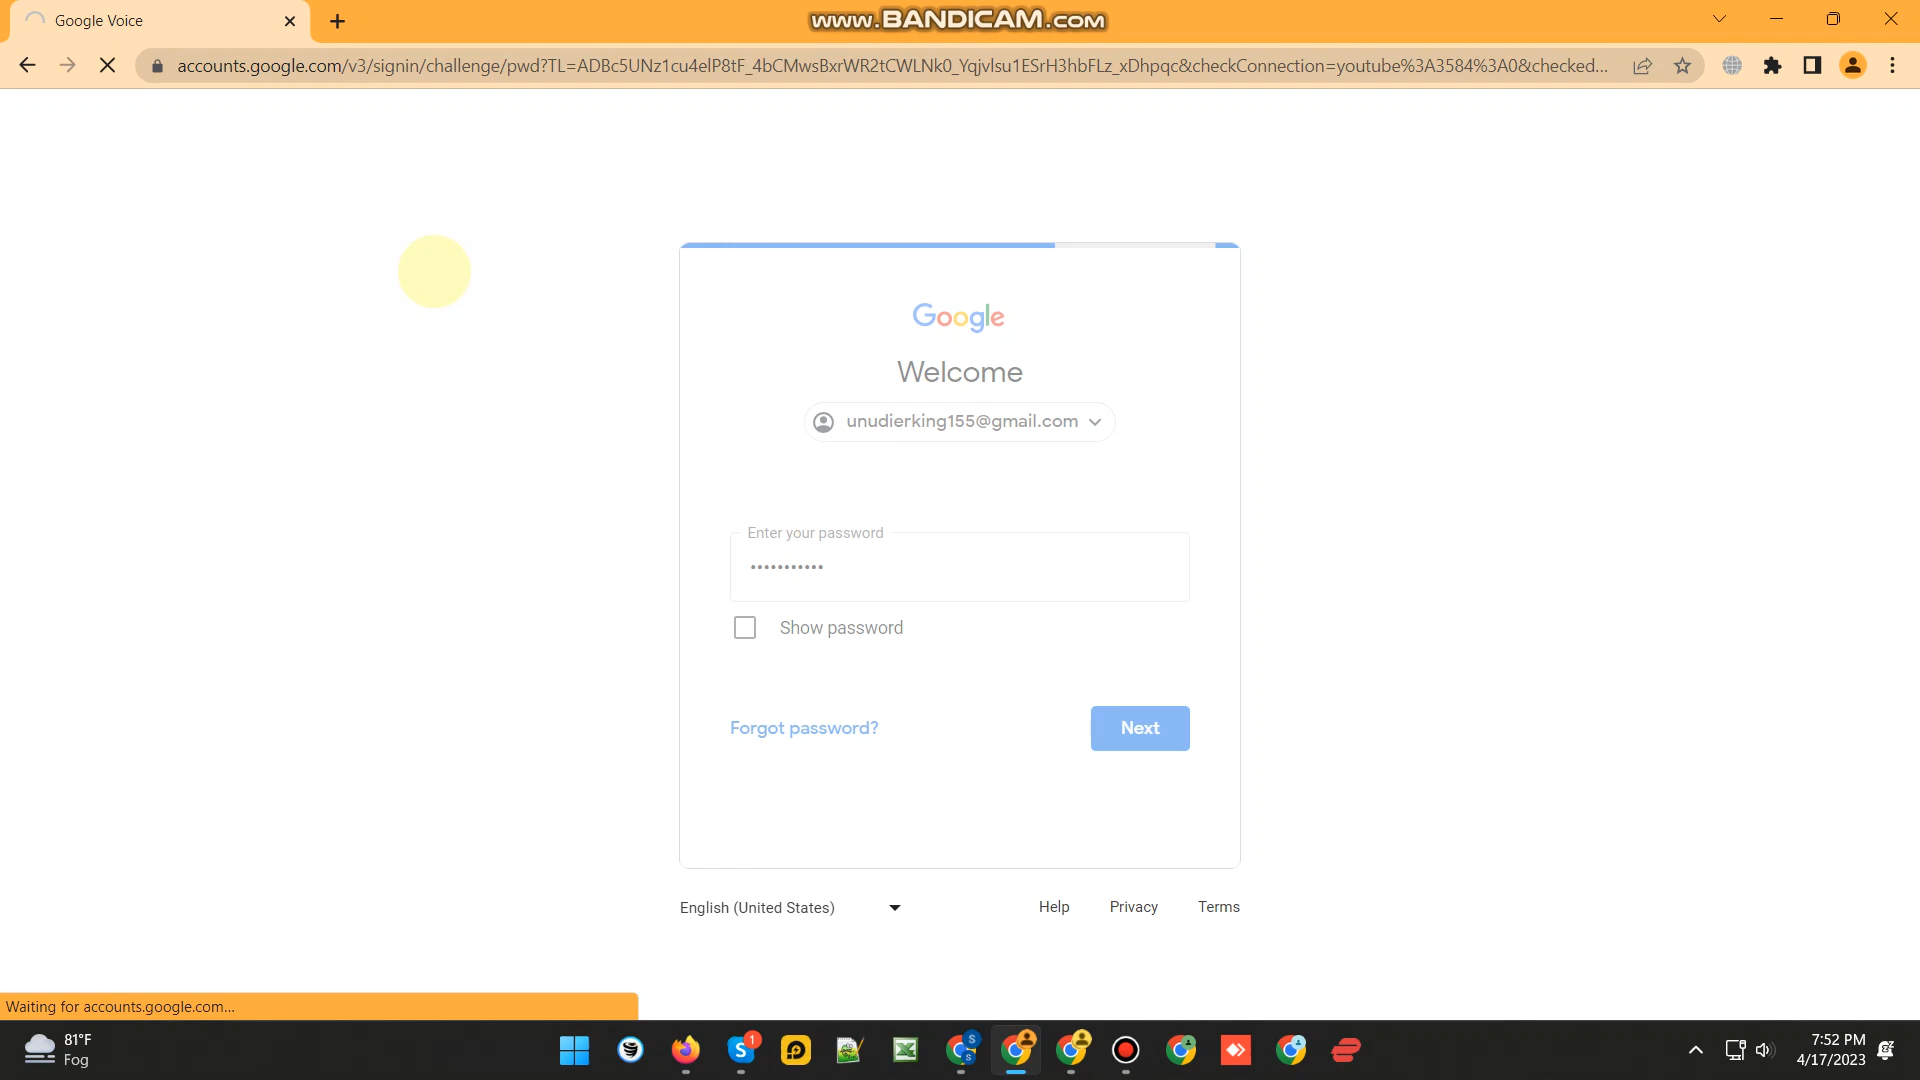 Google Voice
www.BANDICAM.com
accounts.google.com/v3/signin/challenge/pwd?TL=ADBc5UNz1cu4elP8tF_4bCMwsBxrWR2tCWLNk0_Yqjvlsu1ESrH3hbFLz_xDhpqc&checkConnection=youtube%3A3584%3A0&checked...
Google
Welcome
unudierking155@gmail.com
Enter your password
•••••••••••
Show password
Forgot password?
Next
English (United States)
Help
Privacy
Terms
Waiting for accounts.google.com...
81°F
Fog
S
1
S
S
7:52 PM
4/17/2023